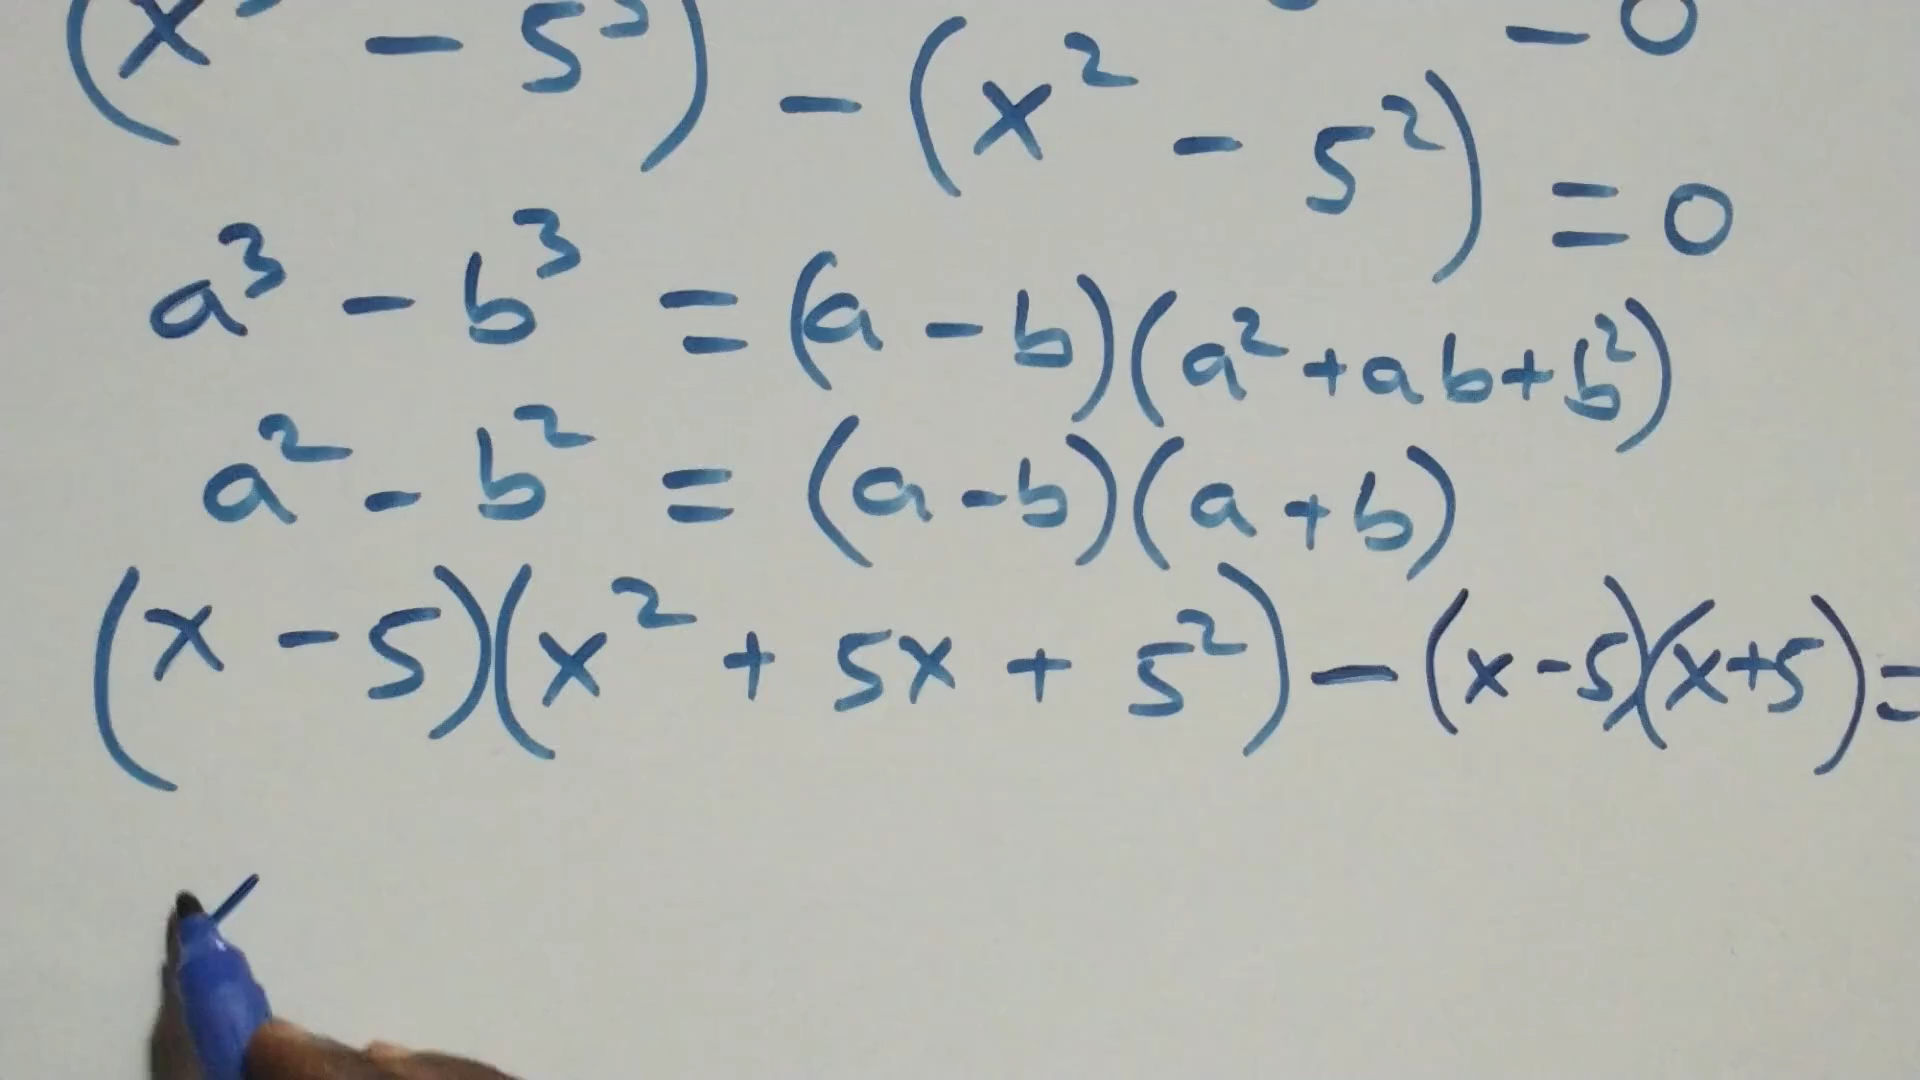 (x³ - 5³) - (x² - 5²) = 0
a³ - b³ = (a - b)(a² + ab + b²)
a² - b² = (a - b)(a + b)
(x - 5)(x² + 5x + 5²) - (x - 5)(x + 5) =